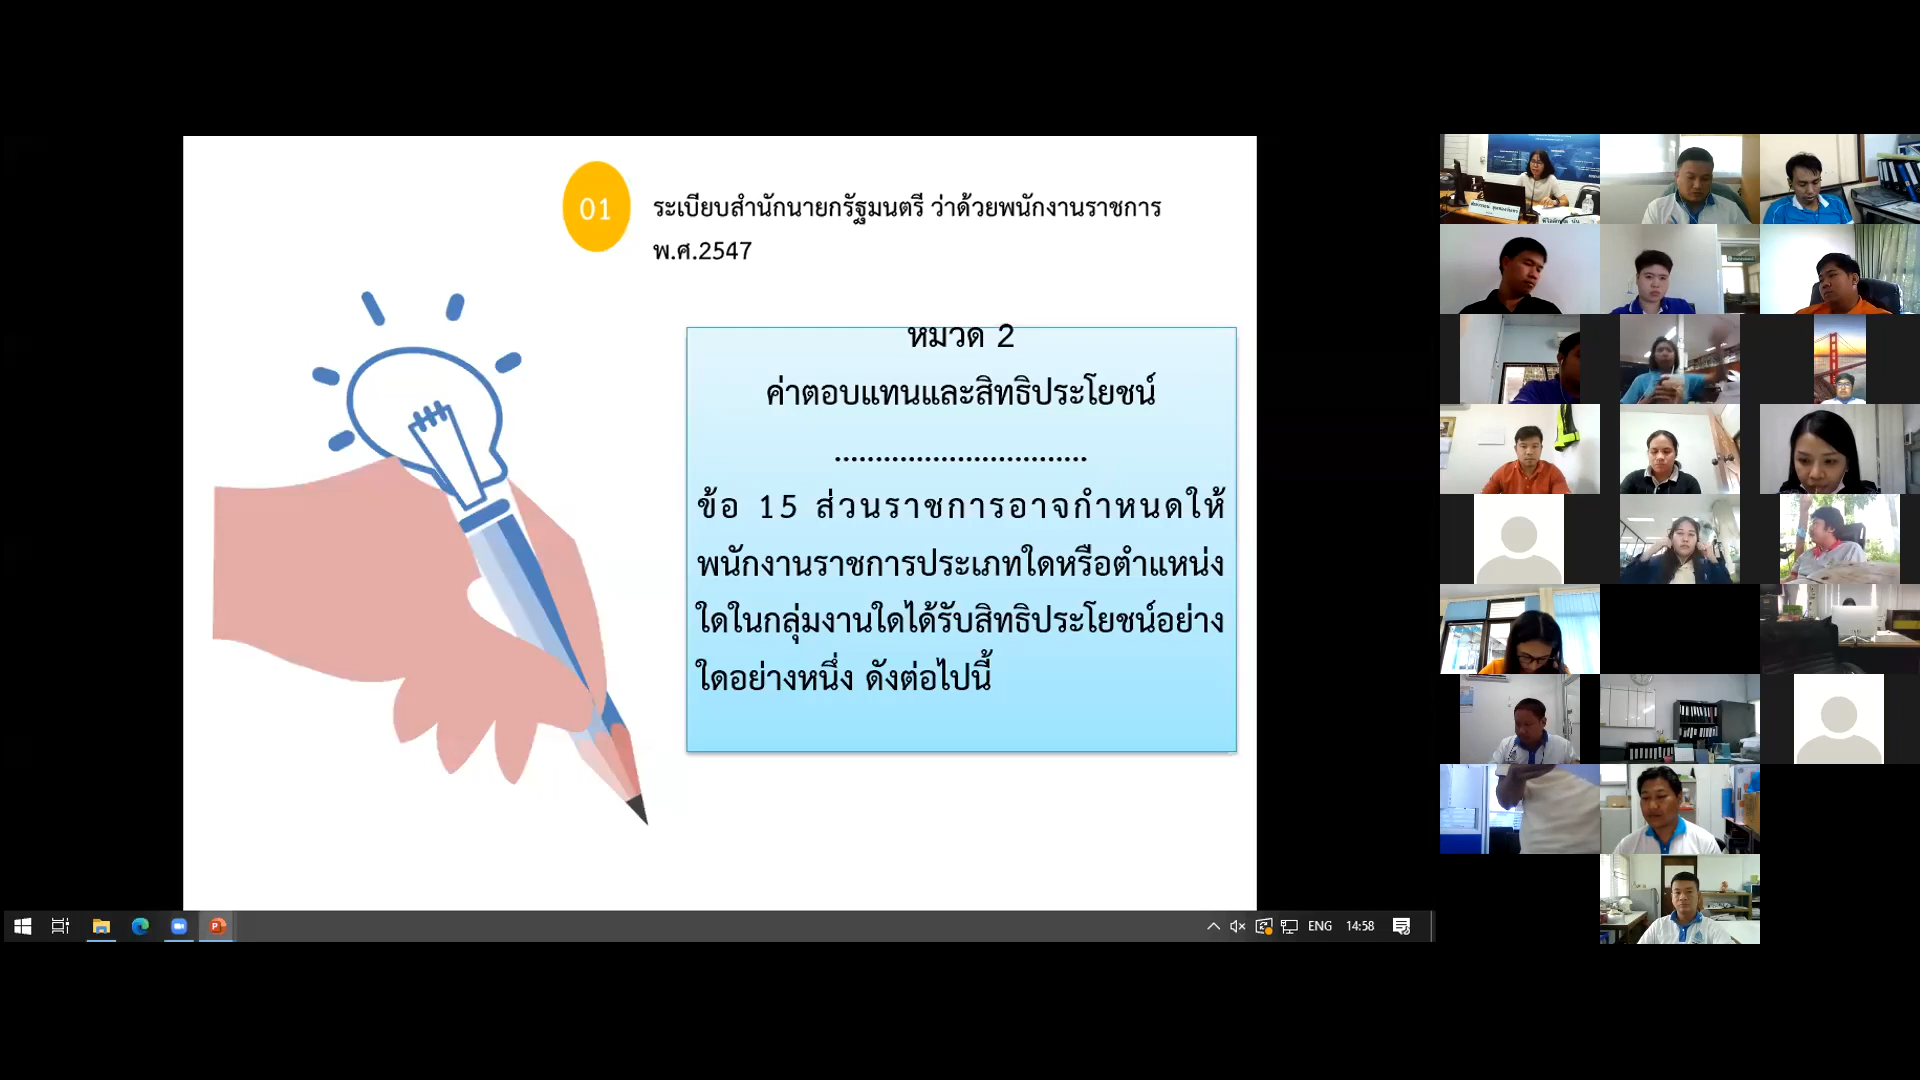 01
ระเบียบสำนักนายกรัฐมนตรี ว่าด้วยพนักงานราชการ
พ.ศ.2547
หมวด 2
ค่าตอบแทนและสิทธิประโยชน์
...............................
ข้อ 15 ส่วนราชการอาจกำหนดให้
พนักงานราชการประเภทใดหรือตำแหน่ง
ใดในกลุ่มงานใดได้รับสิทธิประโยชน์อย่าง
ใดอย่างหนึ่ง ดังต่อไปนี้
ENG 14:58